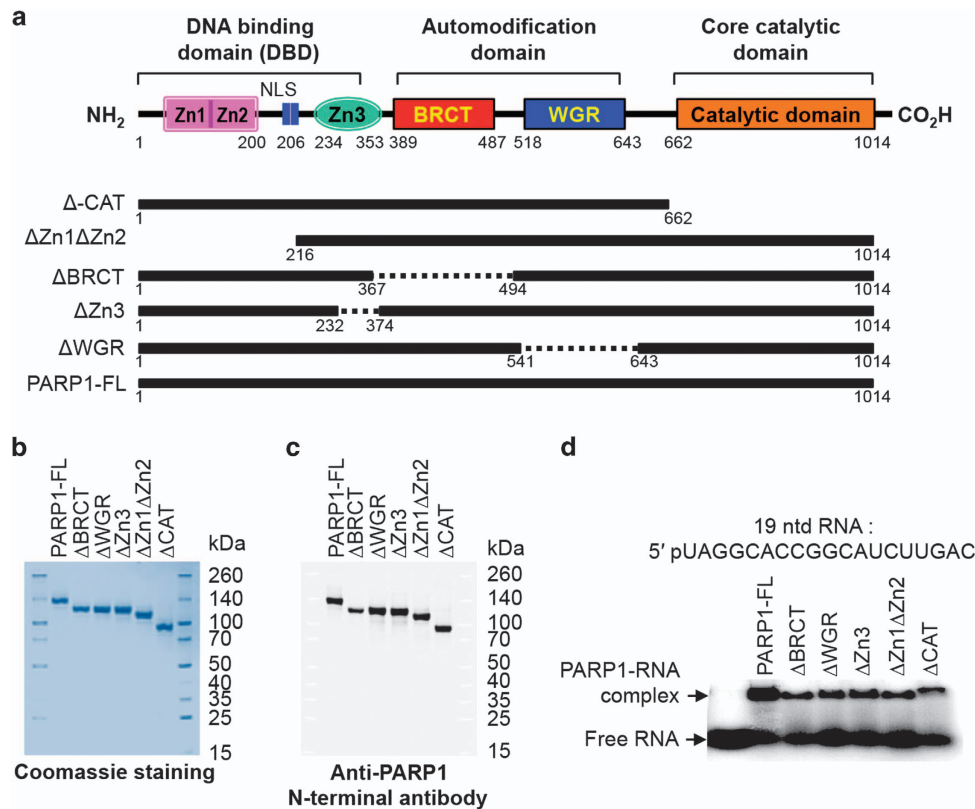 a
DNA binding domain (DBD)
Automodification domain
Core catalytic domain
NLS
NH2 Zn1 Zn2 Zn3 BRCT WGR Catalytic domain CO2H
1 200 206 234 353 389 487 518 643 662 1014
Δ-CAT
1 662
ΔZn1ΔZn2
216 1014
ΔBRCT
1 367 494 1014
ΔZn3
1 232 374 1014
ΔWGR
1 541 643 1014
PARP1-FL
1 1014
b
PARP1-FL
ΔBRCT
ΔWGR
ΔZn3
ΔZn1ΔZn2
ΔCAT
kDa
260
140
100
70
50
40
35
25
15
Coomassie staining
c
PARP1-FL
ΔBRCT
ΔWGR
ΔZn3
ΔZn1ΔZn2
ΔCAT
kDa
260
140
100
70
50
40
35
25
15
Anti-PARP1
N-terminal antibody
d
19 ntd RNA :
5′ pUAGGCACCGGCAUCUUGAC
PARP1-FL
ΔBRCT
ΔWGR
ΔZn3
ΔZn1ΔZn2
ΔCAT
PARP1-RNA
complex
Free RNA